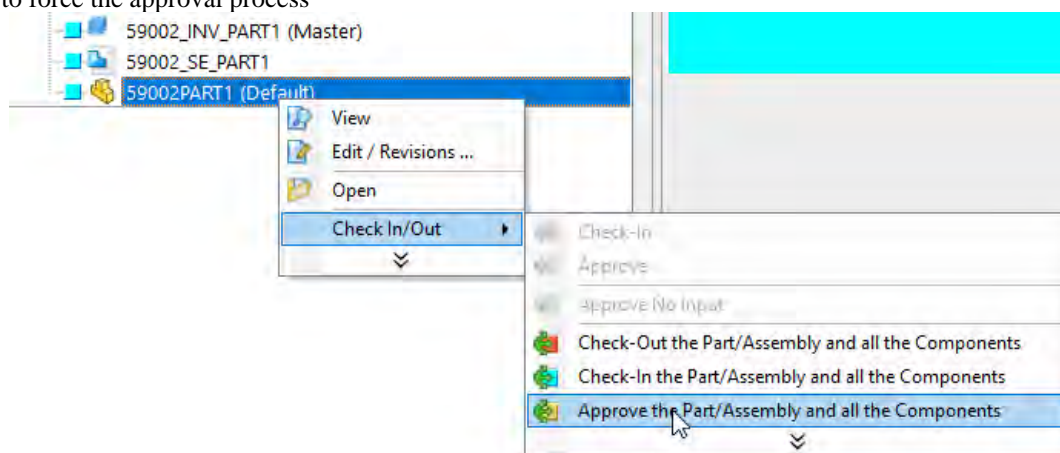 to force the approval process
59002_INV_PART1 (Master)
59002_SE_PART1
59002PART1 (Default)
View
Edit / Revisions ...
Open
Check In/Out
Check-In
Approve
Approve No Input
Check-Out the Part/Assembly and all the Components
Check-In the Part/Assembly and all the Components
Approve the Part/Assembly and all the Components